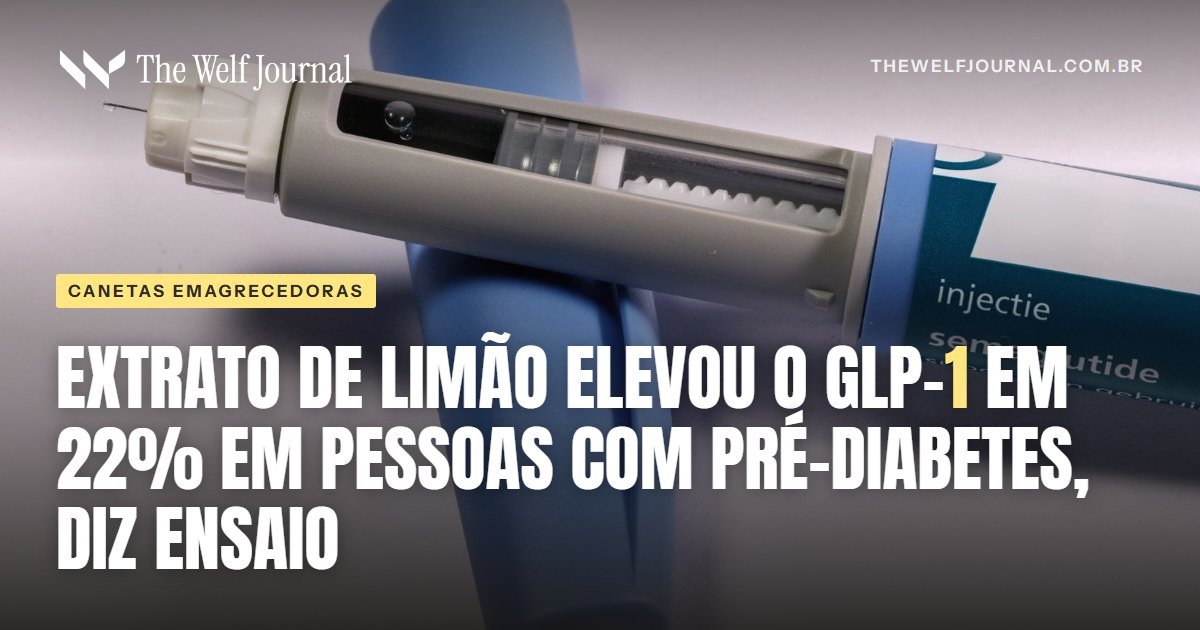 The Welf Journal
THEWELFJOURNAL.COM.BR
injectie
semaglutide
CANETAS EMAGRECEDORAS
EXTRATO DE LIMÃO ELEVOU O GLP-1 EM
22% EM PESSOAS COM PRÉ-DIABETES,
DIZ ENSAIO